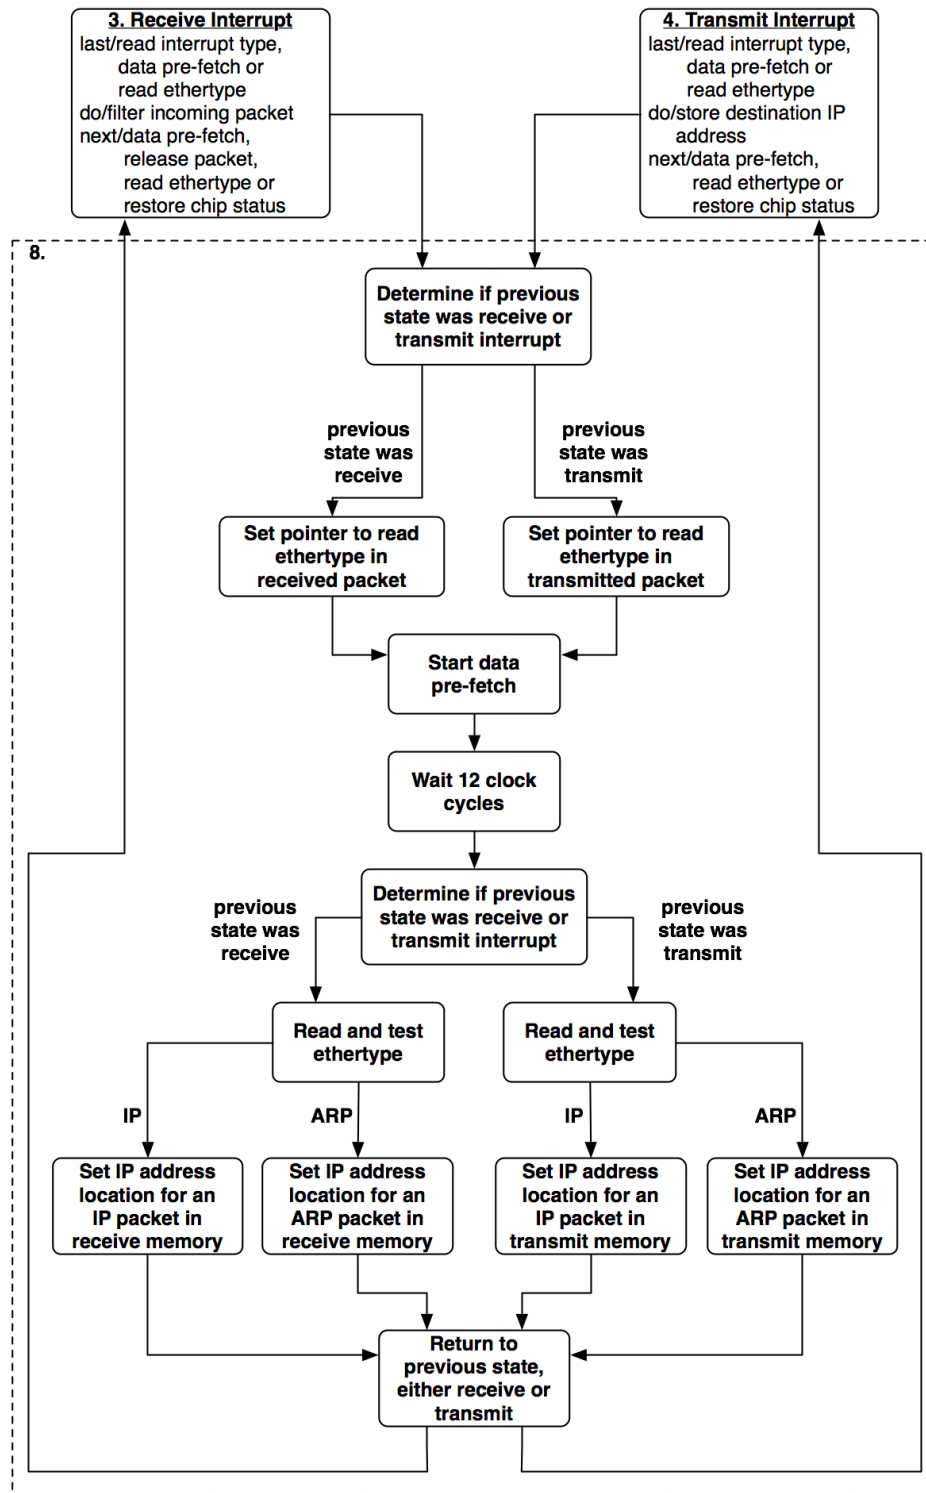 3. Receive Interrupt
last/read interrupt type,
data pre-fetch or
read ethertype
do/filter incoming packet
next/data pre-fetch,
release packet,
read ethertype or
restore chip status
4. Transmit Interrupt
last/read interrupt type,
data pre-fetch or
read ethertype
do/store destination IP
address
next/data pre-fetch,
read ethertype or
restore chip status
8.
Determine if previous
state was receive or
transmit interrupt
previous
state was
receive
previous
state was
transmit
Set pointer to read
ethertype in
received packet
Set pointer to read
ethertype in
transmitted packet
Start data
pre-fetch
Wait 12 clock
cycles
Determine if previous
state was receive or
transmit interrupt
previous
state was
receive
previous
state was
transmit
Read and test
ethertype
Read and test
ethertype
IP
ARP
IP
ARP
Set IP address
location for an
IP packet in
receive memory
Set IP address
location for an
ARP packet in
receive memory
Set IP address
location for an
IP packet in
transmit memory
Set IP address
location for an
ARP packet in
transmit memory
Return to
previous state,
either receive or
transmit